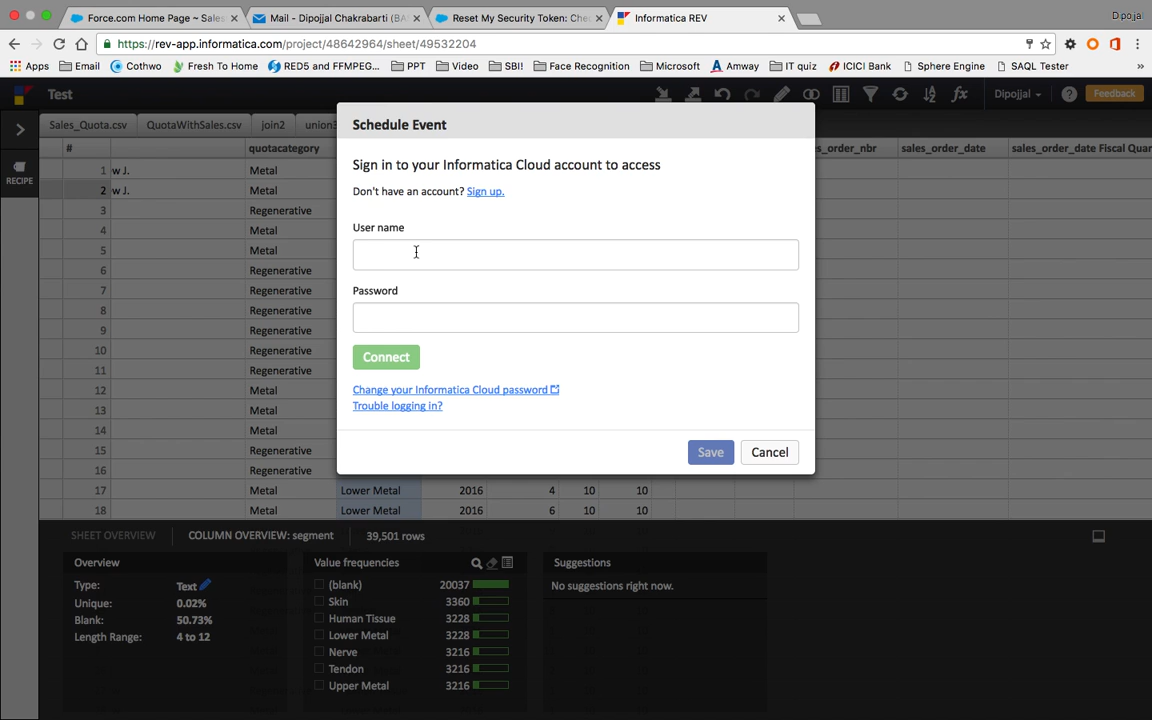 Force.com Home Page ~ Sales
Mail - Dipojjal Chakrabarti (BA
Reset My Security Token: Che
Informatica REV
Dipojjal
https://rev-app.informatica.com/project/48642964/sheet/49532204
Apps
Email
Cothwo
Fresh To Home
RED5 and FFMPEG...
PPT
Video
SBI!
Face Recognition
Microsoft
Amway
IT quiz
ICICI Bank
Sphere Engine
SAQL Tester
»
Test
fx
Dipojjal
?
Feedback
Sales_Quota.csv
QuotaWithSales.csv
join2
union3
RECIPE
# quotacategory s_order_nbr sales_order_date sales_order_date Fiscal Quar
1 w J. Metal
2 w J. Metal
3 Regenerative
4 Metal
5 Metal
6 Regenerative
7 Regenerative
8 Regenerative
9 Regenerative
10 Regenerative
11 Regenerative
12 Metal
13 Metal
14 Metal
15 Regenerative
16 Regenerative
17 Metal Lower Metal 2016 4 10 10
18 Metal Lower Metal 2016 6 10 10
Schedule Event
Sign in to your Informatica Cloud account to access
Don't have an account? Sign up.
User name
Password
Connect
Change your Informatica Cloud password
Trouble logging in?
Save
Cancel
SHEET OVERVIEW
COLUMN OVERVIEW: segment
39,501 rows
Overview
Type: Text
Unique: 0.02%
Blank: 50.73%
Length Range: 4 to 12
Value frequencies
(blank) 20037
Skin 3360
Human Tissue 3228
Lower Metal 3228
Nerve 3216
Tendon 3216
Upper Metal 3216
Suggestions
No suggestions right now.